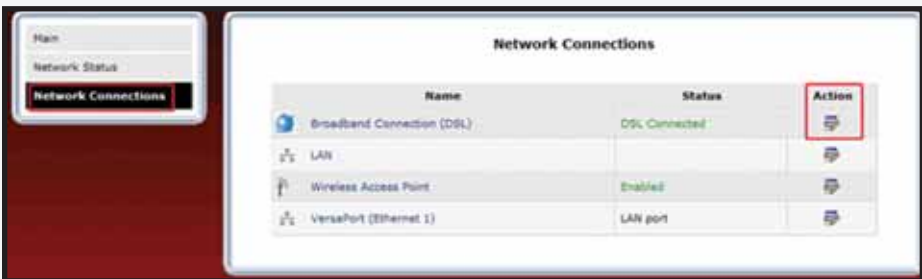 Main
Network Status
Network Connections
Network Connections
Name Status Action
Broadband Connection (DSL) DSL Connected
LAN
Wireless Access Point Enabled
VersaPort (Ethernet 1) LAN port